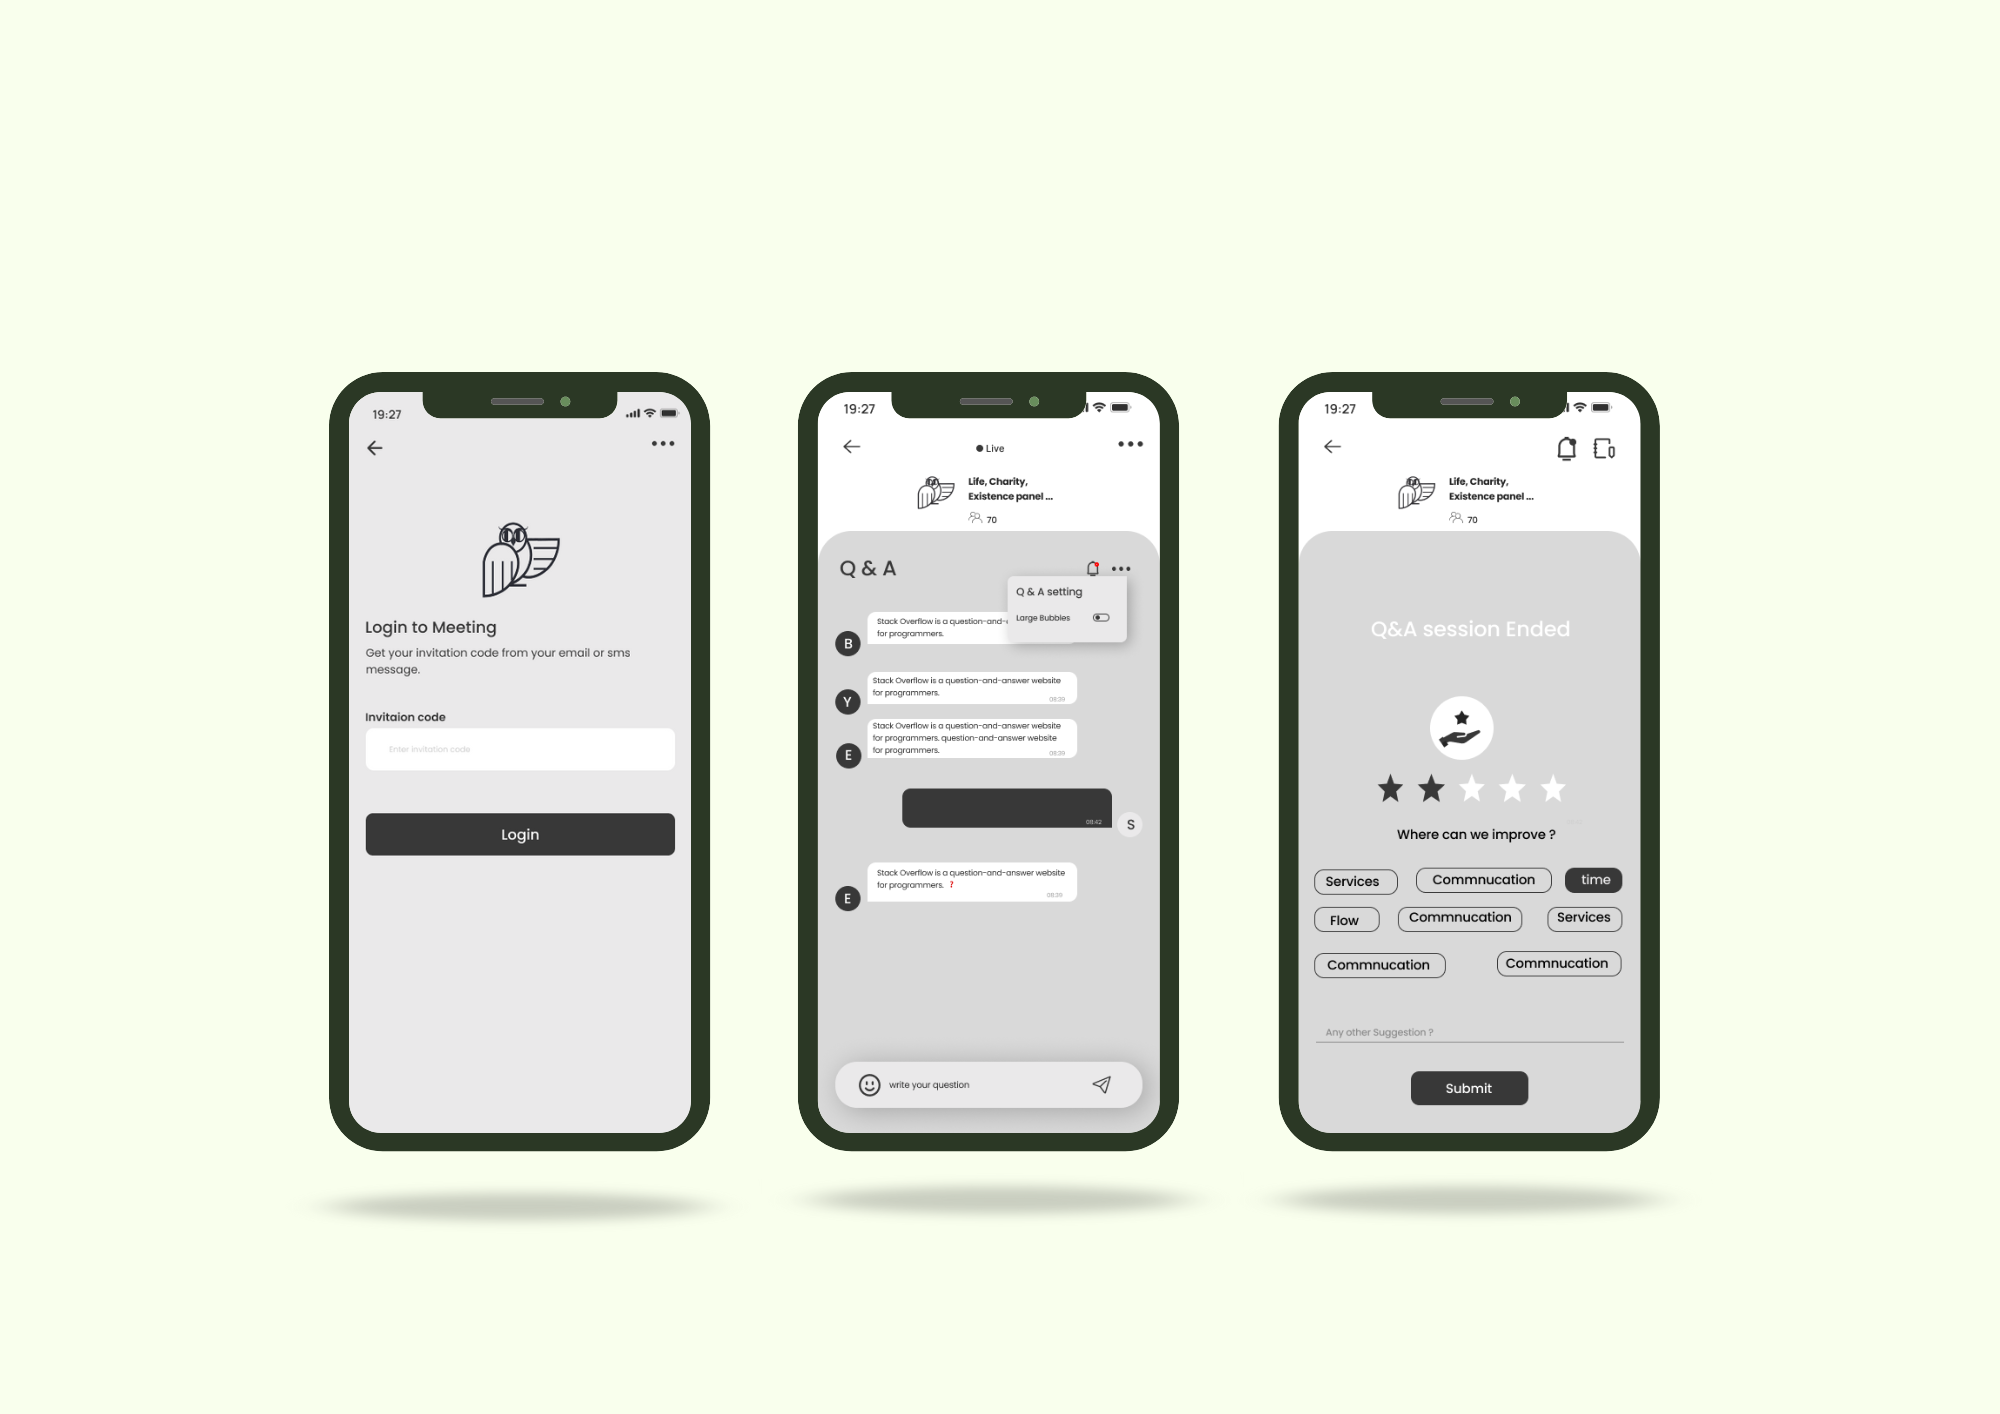 19:27
Login to Meeting
Get your invitation code from your email or sms
message.
Invitaion code
Enter invitation code
Login
19:27
Live
Life, Charity,
Existence panel ...
70
Q & A
Q & A setting
Large Bubbles
B
Stack Overflow is a question-and-
for programmers.
Y
Stack Overflow is a question-and-answer website
for programmers.
08:39
E
Stack Overflow is a question-and-answer website
for programmers. question-and-answer website
for programmers.
08:39
08:42
S
E
Stack Overflow is a question-and-answer website
for programmers. ?
08:39
write your question
19:27
Life, Charity,
Existence panel ...
70
Q&A session Ended
Where can we improve ?
Services
Commnucation
time
Flow
Commnucation
Services
Commnucation
Commnucation
Any other Suggestion ?
Submit